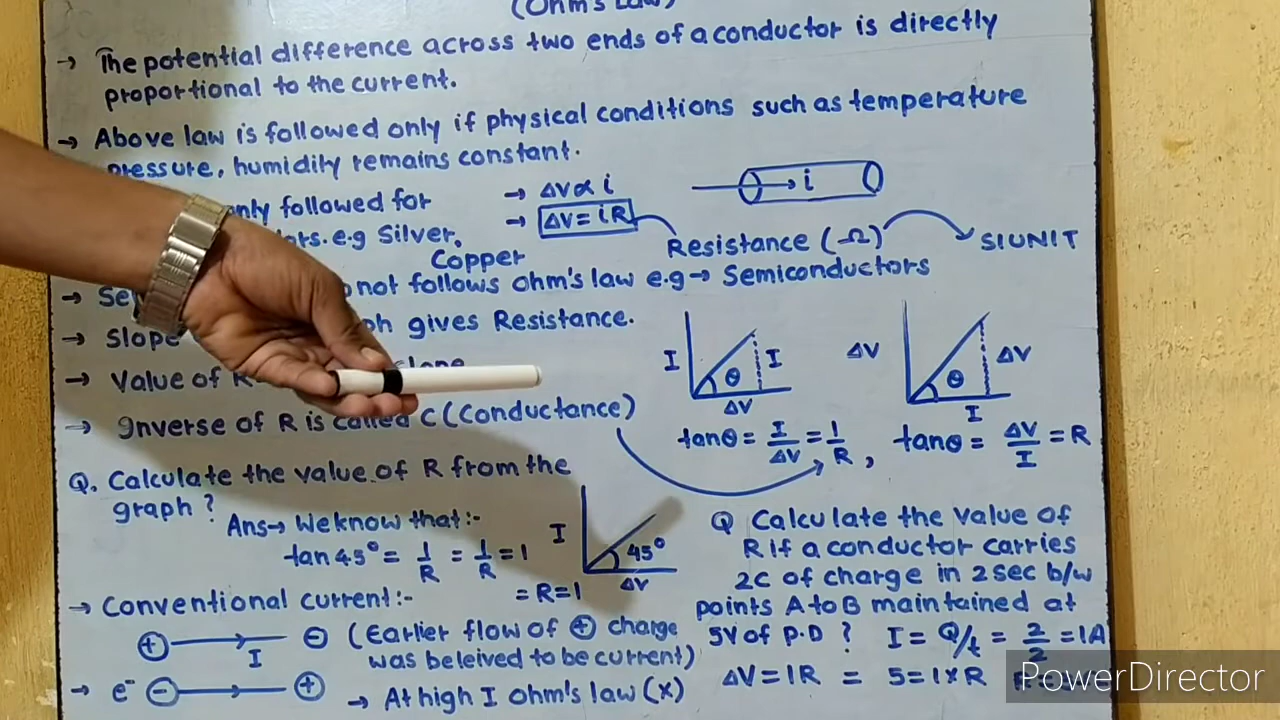 (Ohm's Law)
→ The potential difference across two ends of a conductor is directly
proportional to the current.
→ Above law is followed only if physical conditions such as temperature
pressure, humidity remains constant.
only followed for
e.g Silver,
Copper
→ ΔV ∝ i
→ ΔV = iR
i
Resistance (Ω)
SI UNIT
→ not follows ohm's law e.g → Semiconductors
→ Slope gives Resistance.
→ Value of R slope
→ Inverse of R is called C (Conductance)
I
θ
I
ΔV
tanθ = I/ΔV = 1/R ,
ΔV
θ
ΔV
I
tanθ = ΔV/I = R
Q. Calculate the value of R from the
graph?
Ans → We know that:-
tan 45° = 1/R = 1/R = 1
= R = 1
I
45°
ΔV
→ Conventional current:-
+ I − (Earlier flow of + charge
was beleived to be current)
→ e⁻ − +
→ At high I ohm's law (x)
Q Calculate the value of
R if a conductor carries
2C of charge in 2 sec b/w
points A to B maintained at
5V of P.D ? I = Q/t = 2/2 = 1A
ΔV = IR = 5 = 1 x R
PowerDirector